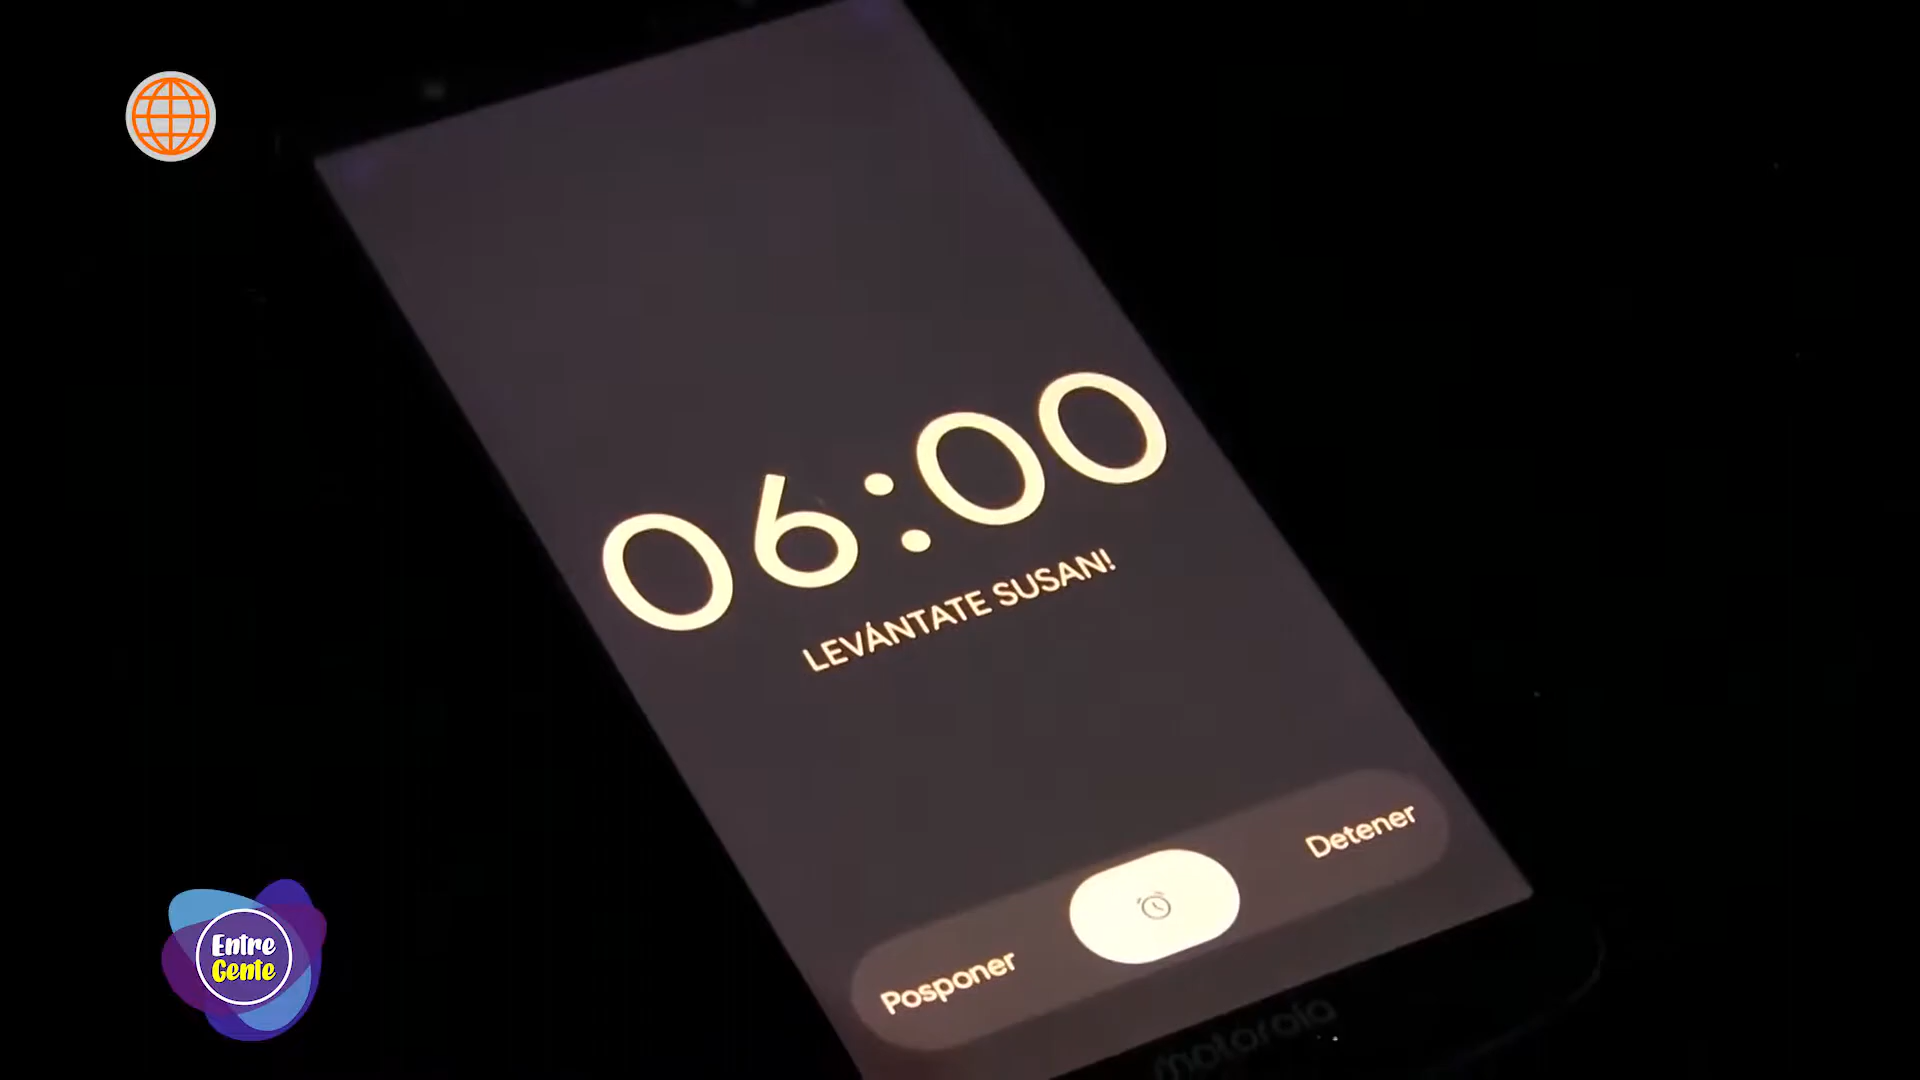 06:00
LEVÁNTATE SUSAN!
Posponer
Detener
motorola
Entre
Gente